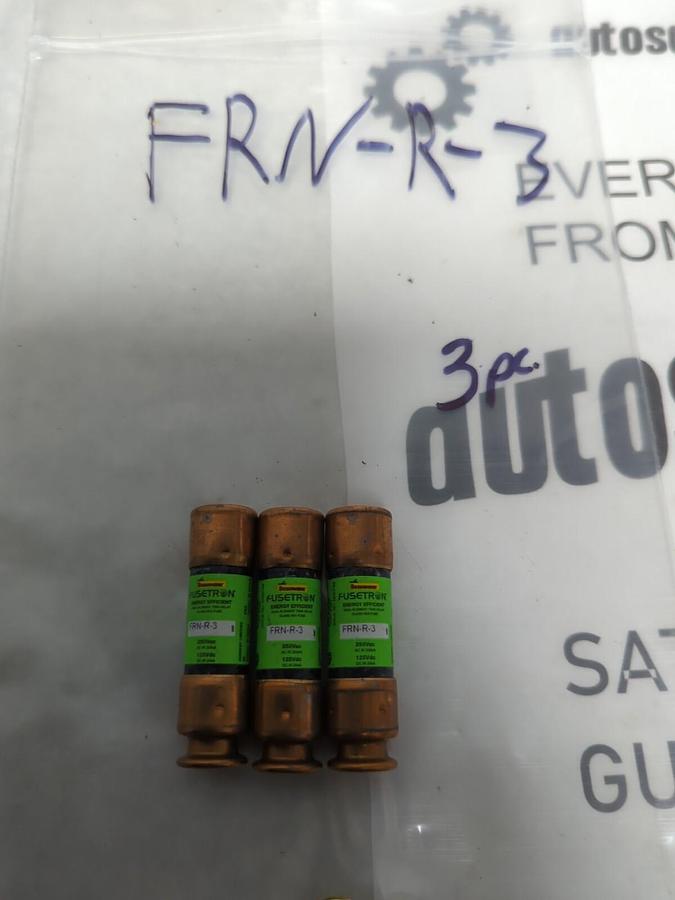 autosu
FRN-R-3
EVER
FROM
3pc.
autos
FUSETRON
ENERGY EFFICIENT
FRN-R-3
250Vac
125Vdc
FUSETRON
ENERGY EFFICIENT
FRN-R-3
250Vac
125Vdc
FUSETRON
ENERGY EFFICIENT
FRN-R-3
250Vac
125Vdc
SAT
GU